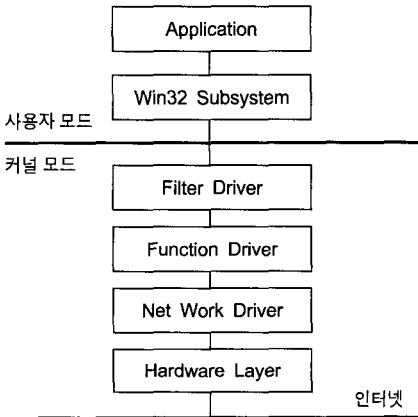 Application
Win32 Subsystem
사용자 모드
커널 모드
Filter Driver
Function Driver
Net Work Driver
Hardware Layer
인터넷